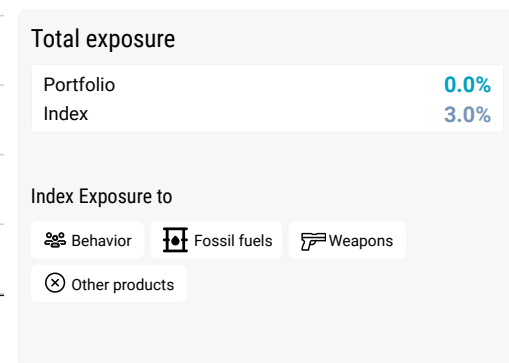 Total exposure
Portfolio 0.0%
Index 3.0%
Index Exposure to
Behavior Fossil fuels Weapons
Other products